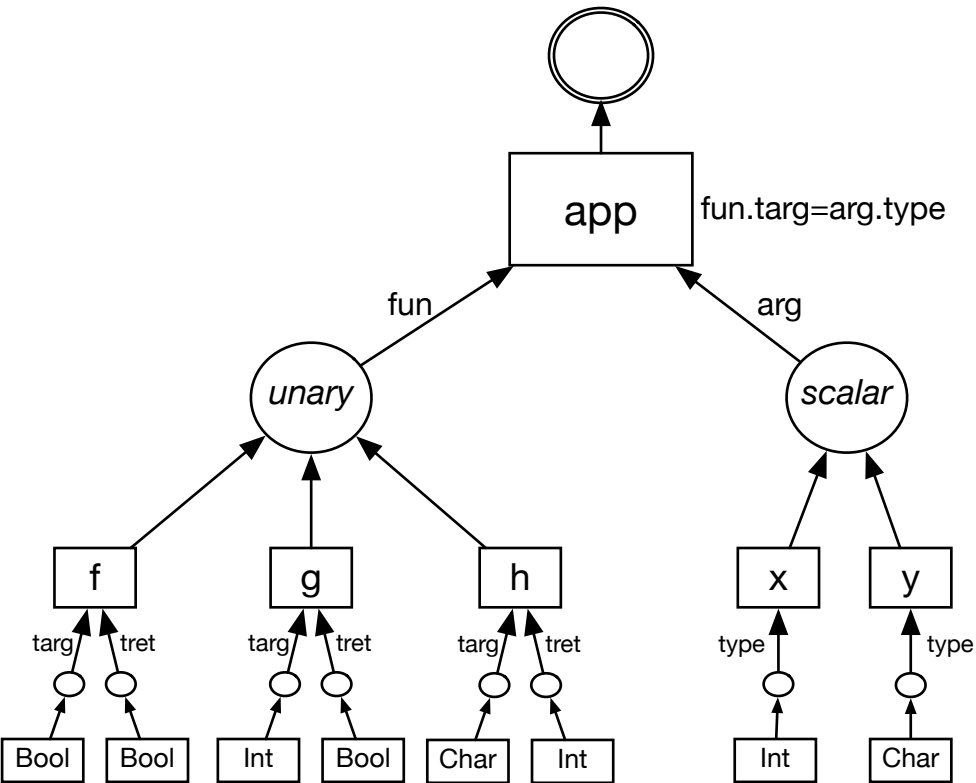 app
fun.targ=arg.type
fun
arg
unary
scalar
f
g
h
x
y
targ
tret
targ
tret
targ
tret
type
type
Bool
Bool
Int
Bool
Char
Int
Int
Char